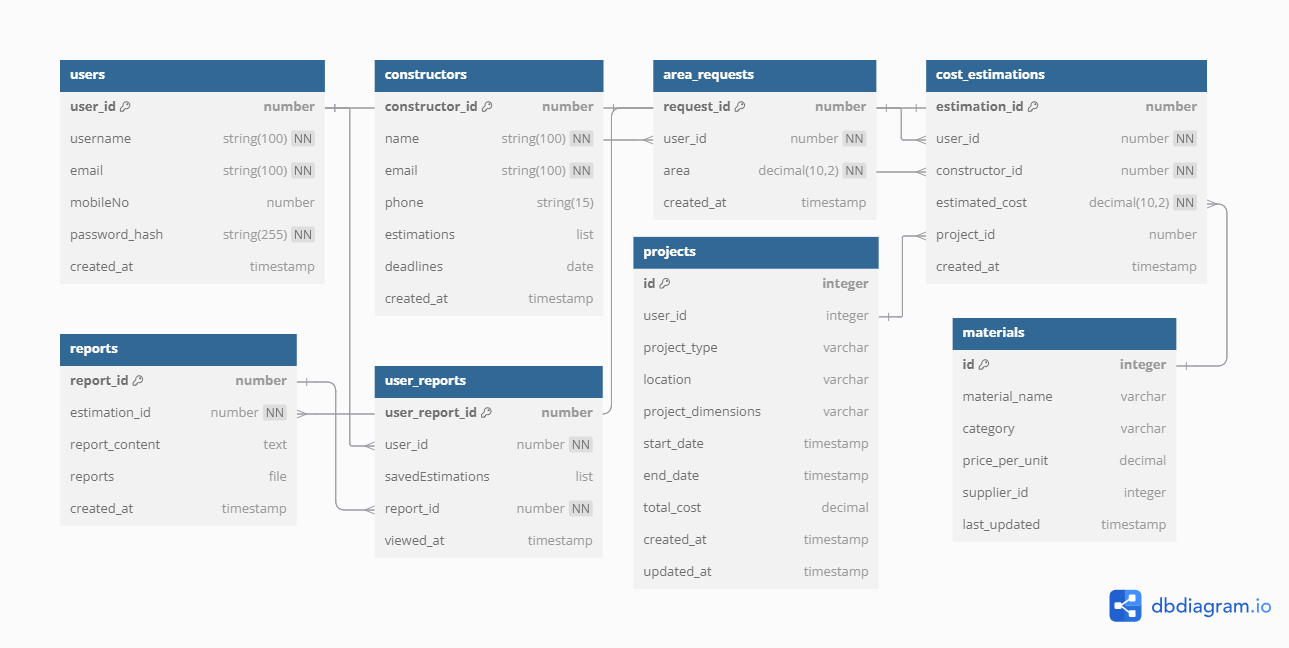 users
user_id number
username string(100) NN
email string(100) NN
mobileNo number
password_hash string(255) NN
created_at timestamp
constructors
constructor_id number
name string(100) NN
email string(100) NN
phone string(15)
estimations list
deadlines date
created_at timestamp
area_requests
request_id number
user_id number NN
area decimal(10,2) NN
created_at timestamp
cost_estimations
estimation_id number
user_id number NN
constructor_id number NN
estimated_cost decimal(10,2) NN
project_id number
created_at timestamp
reports
report_id number
estimation_id number NN
report_content text
reports file
created_at timestamp
user_reports
user_report_id number
user_id number NN
savedEstimations list
report_id number NN
viewed_at timestamp
projects
id integer
user_id integer
project_type varchar
location varchar
project_dimensions varchar
start_date timestamp
end_date timestamp
total_cost decimal
created_at timestamp
updated_at timestamp
materials
id integer
material_name varchar
category varchar
price_per_unit decimal
supplier_id integer
last_updated timestamp
dbdiagram.io